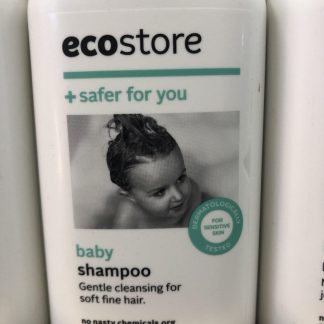 ecostore
+ safer for you
DERMATOLOGICALLY
FOR
SENSITIVE
SKIN
TESTED
baby
shampoo
Gentle cleansing for
soft fine hair.
no nasty chemicals.org